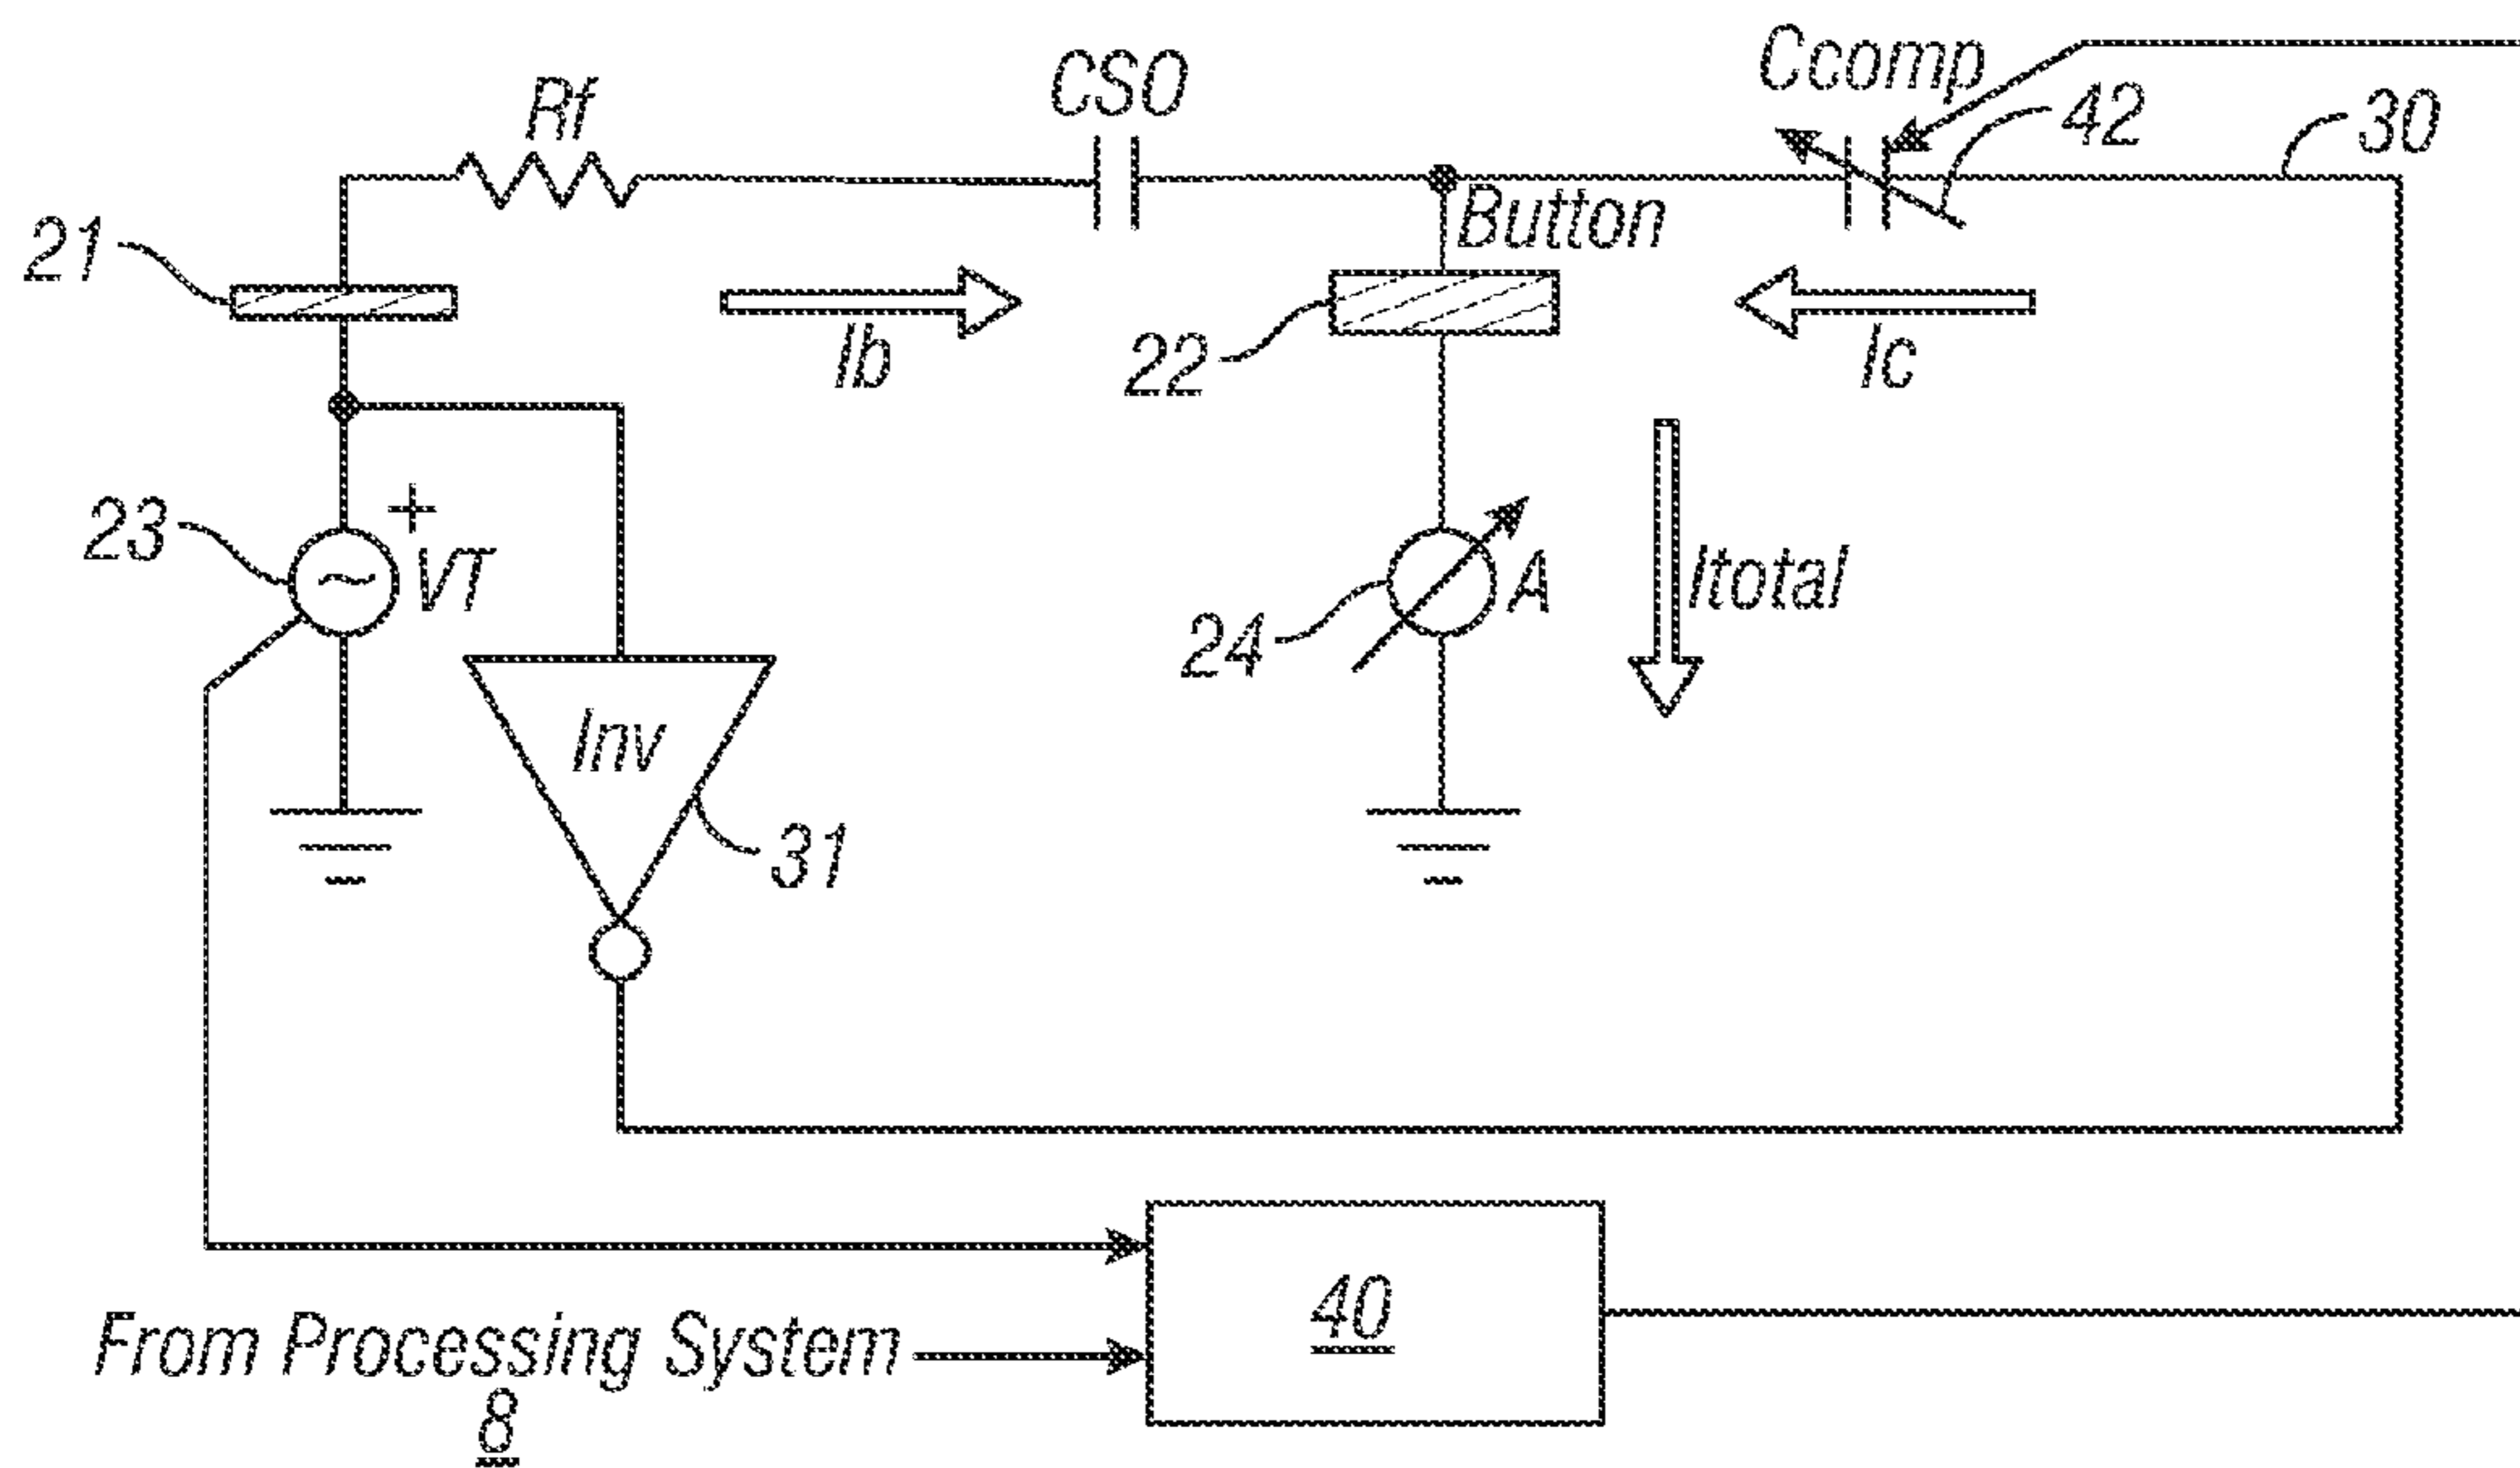 Rf
CSO
Ccomp
42
30
21
Button
Ib
22
Ic
23
+
VT
24
A
Itotal
Inv
31
40
From Processing System
8